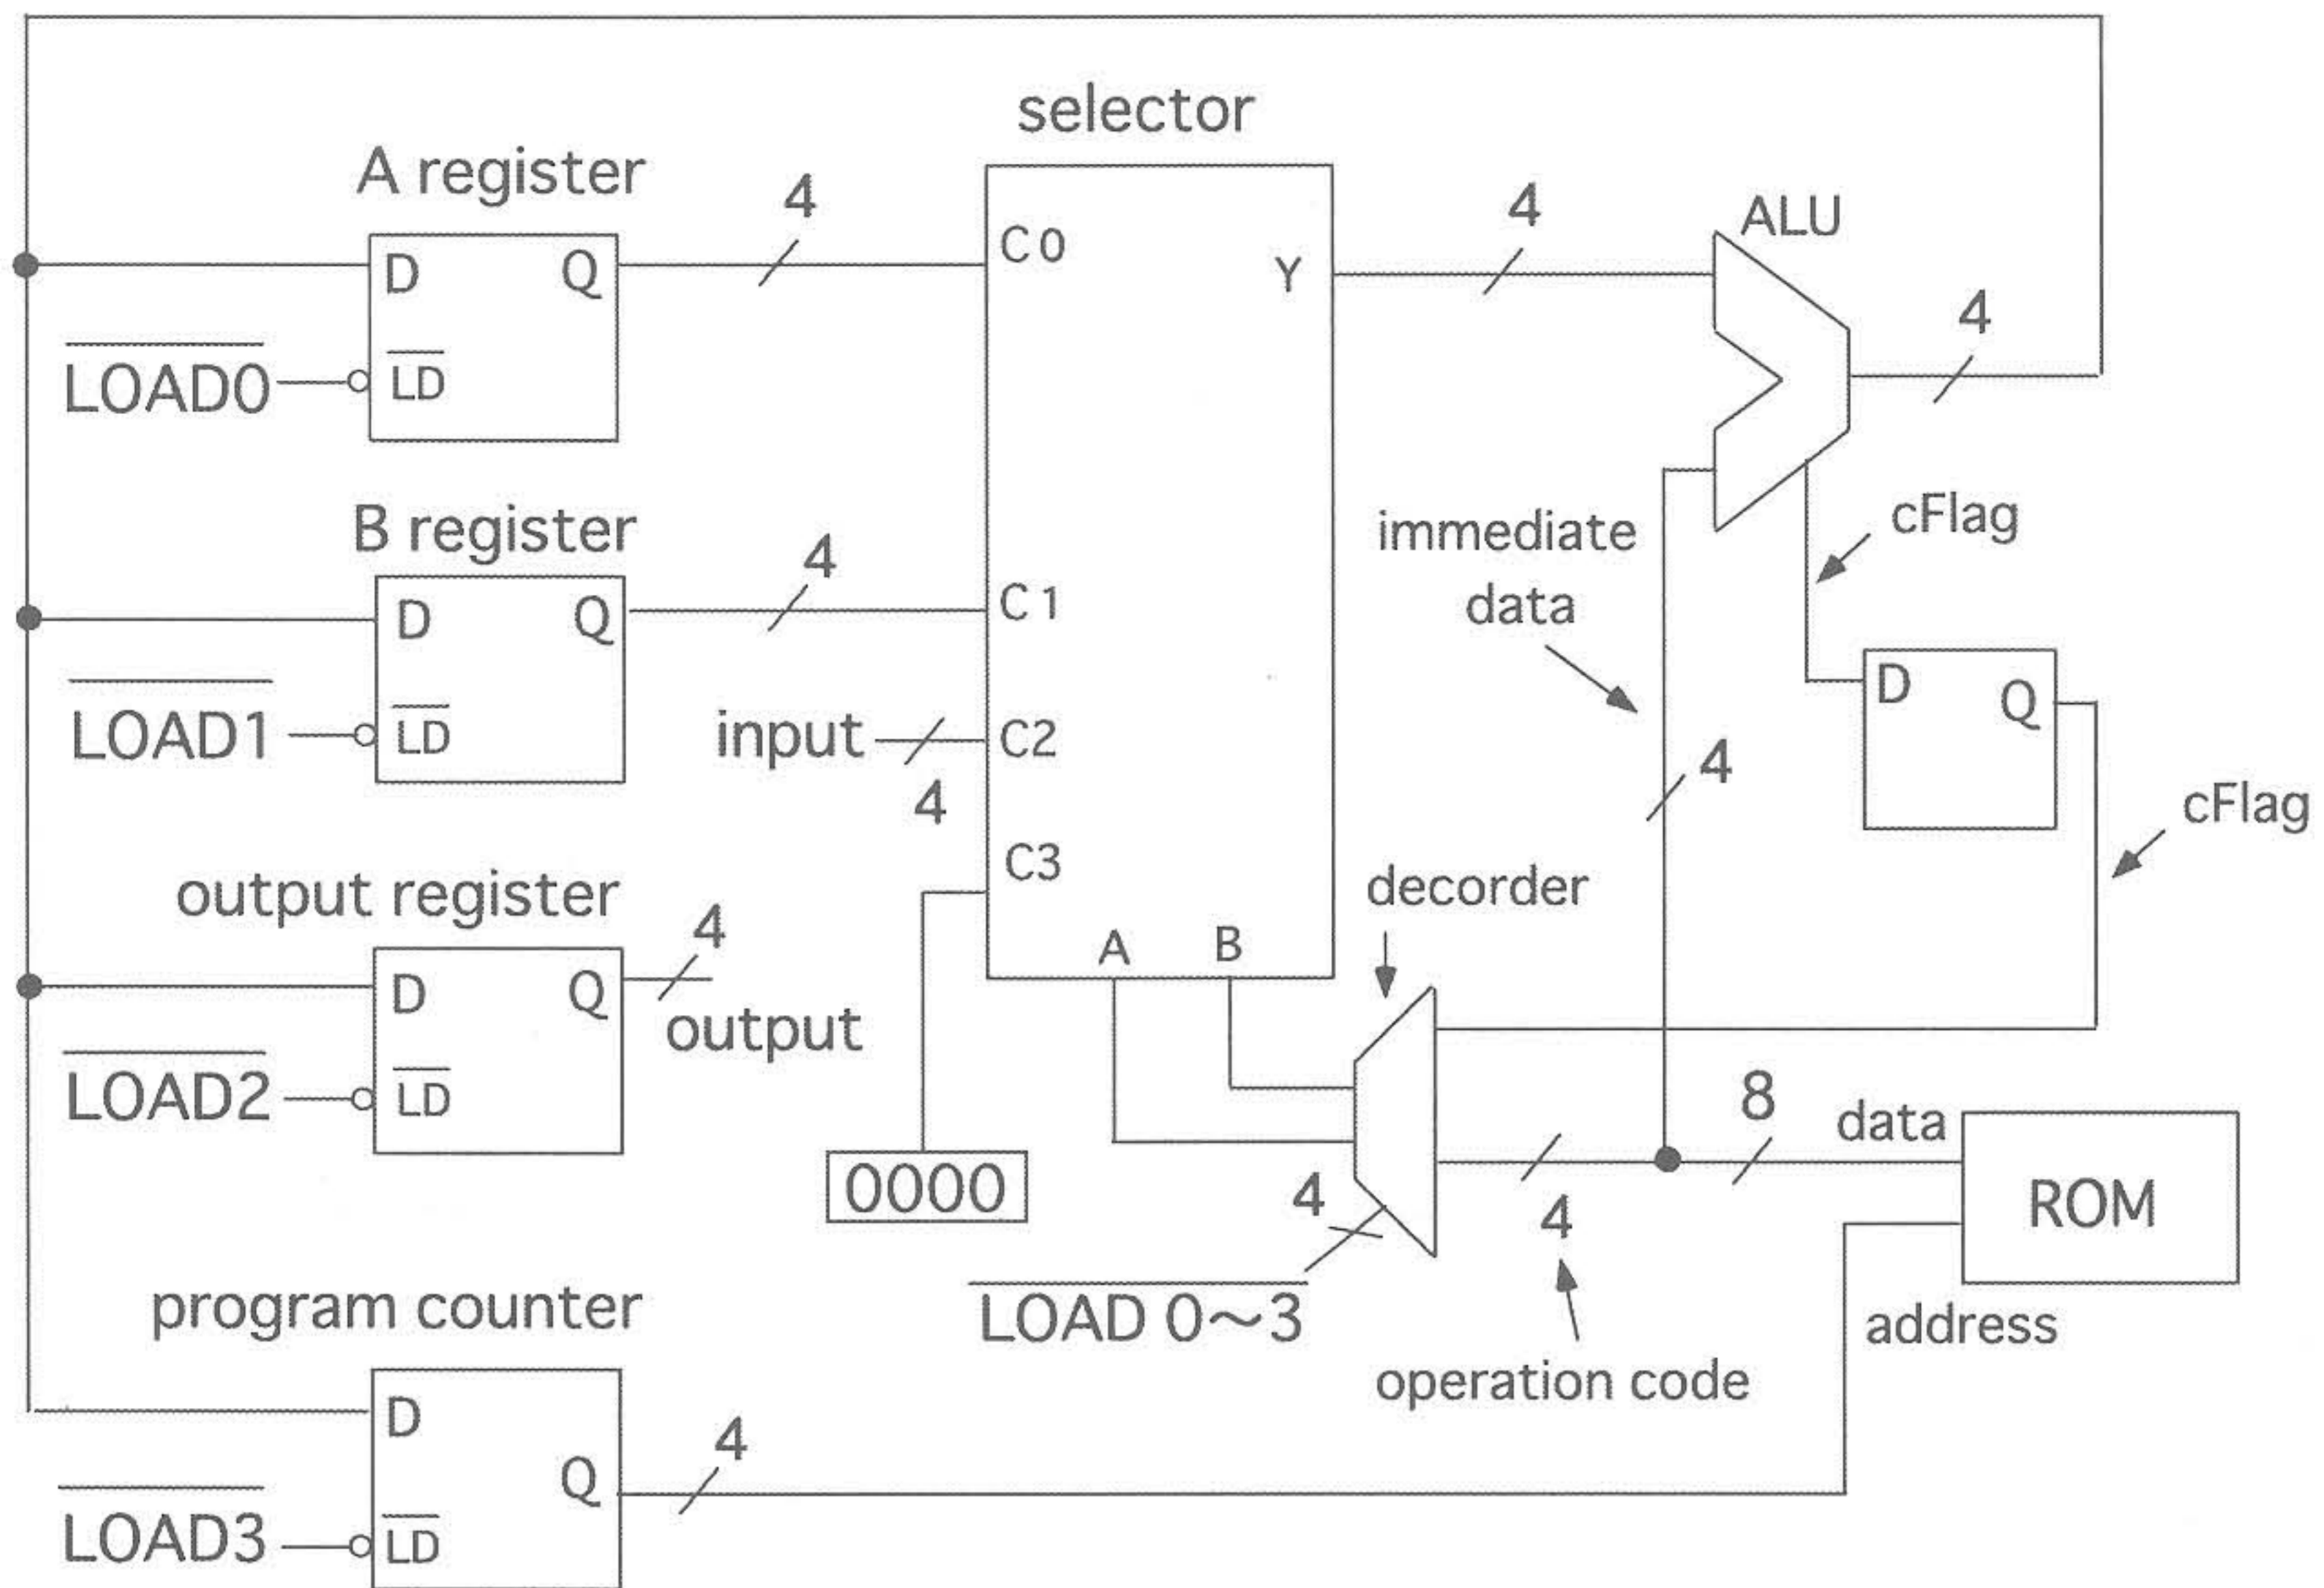 selector
A register
4
4
ALU
C0
D
Q
Y
4
LOAD0
LD
B register
4
immediate
data
cFlag
C1
D
Q
D
Q
LOAD1
LD
input
C2
4
4
cFlag
C3
output register
decorder
4
A
B
D
Q
output
LOAD2
LD
8
data
0000
4
4
ROM
LOAD 0~3
program counter
address
operation code
D
4
Q
LOAD3
LD